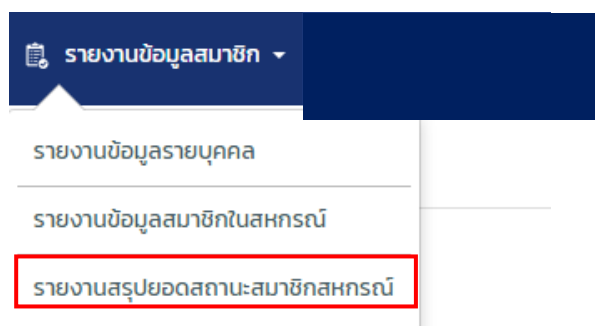 รายงานข้อมูลสมาชิก
รายงานข้อมูลรายบุคคล
รายงานข้อมูลสมาชิกในสหกรณ์
รายงานสรุปยอดสถานะสมาชิกสหกรณ์